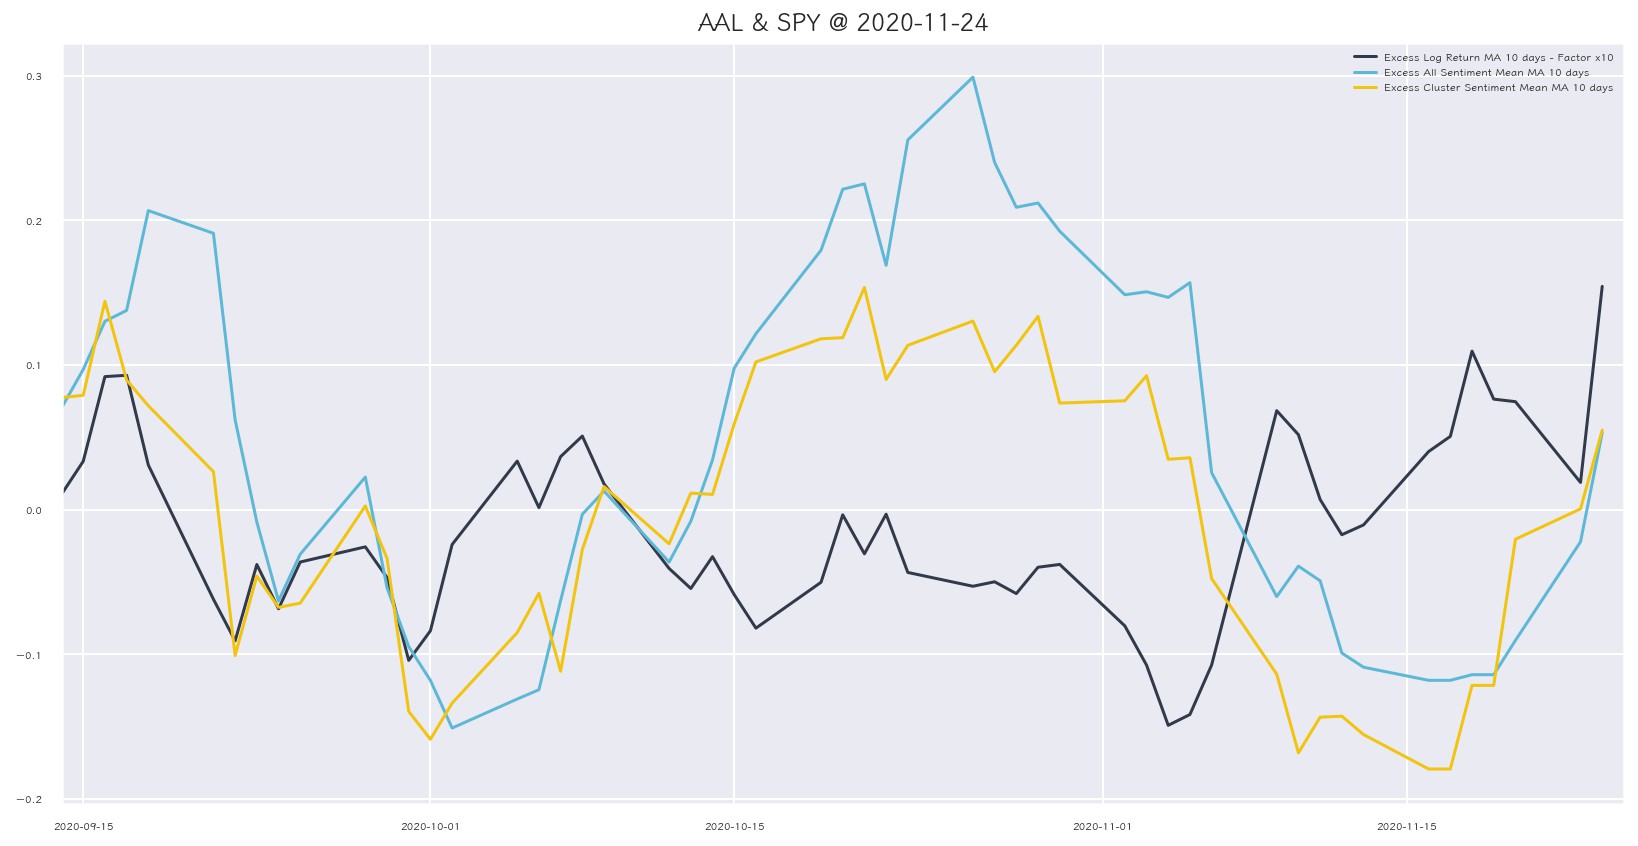 AAL & SPY @ 2020-11-24
Excess Log Return MA 10 days - Factor x10
Excess All Sentiment Mean MA 10 days
Excess Cluster Sentiment Mean MA 10 days
0.3
0.2
0.1
0.0
−0.1
−0.2
2020-09-15 2020-10-01 2020-10-15 2020-11-01 2020-11-15